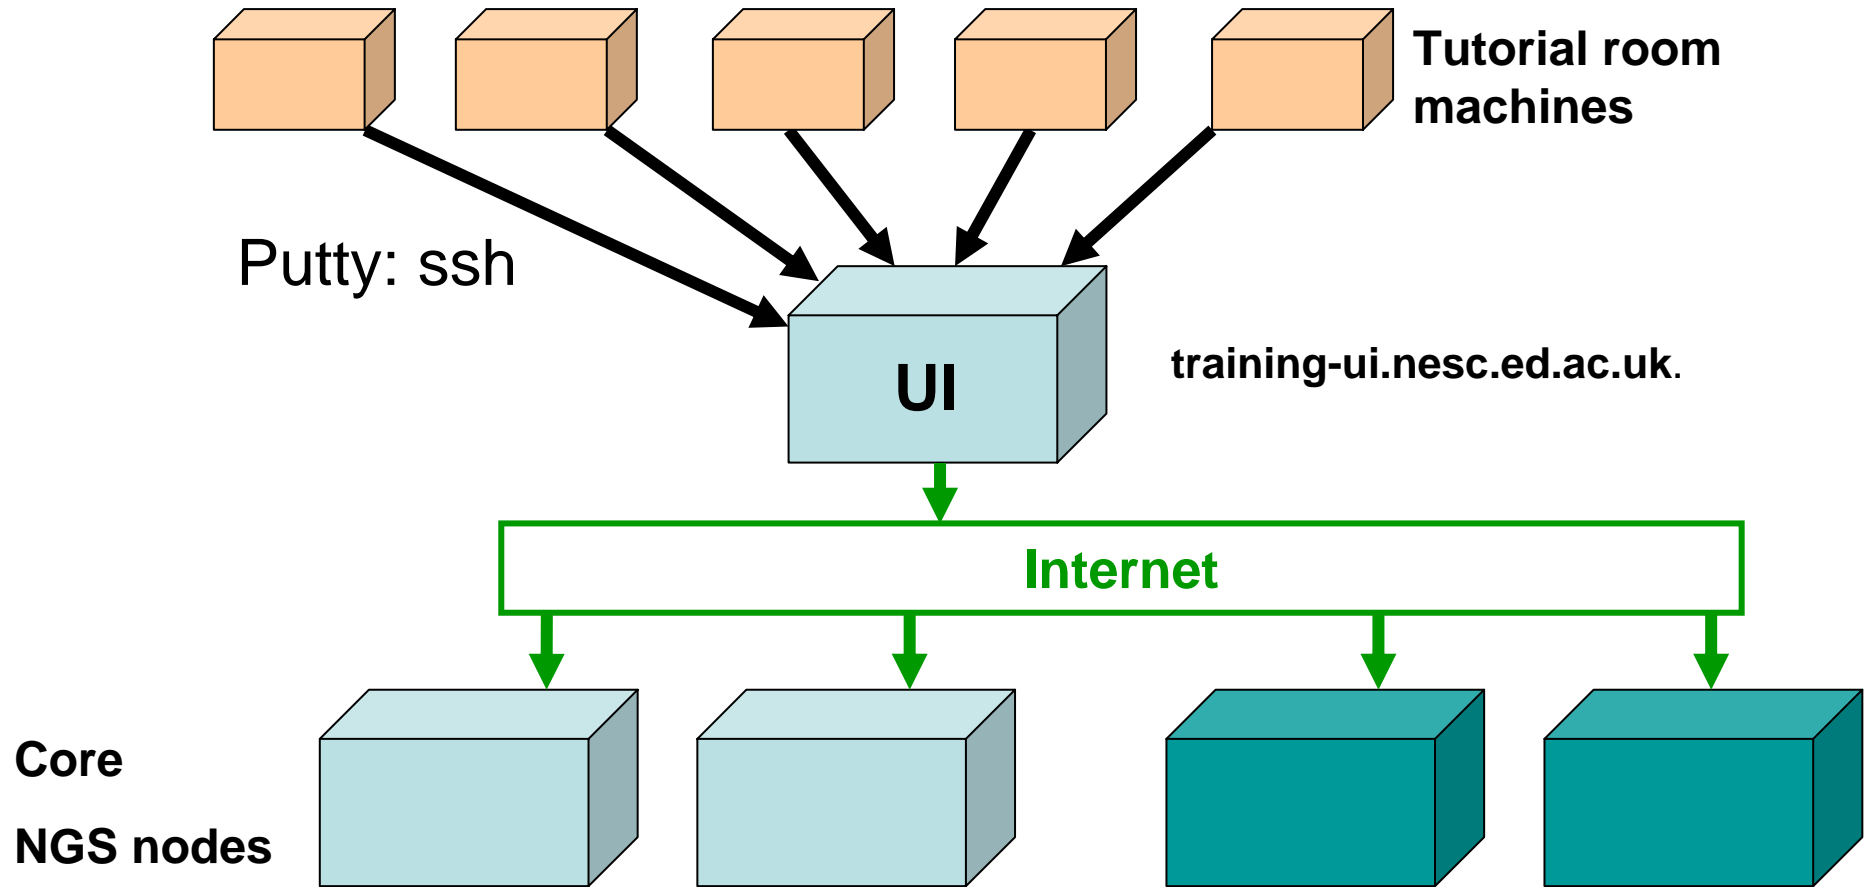 Tutorial room
machines
Putty: ssh
UI
training-ui.nesc.ed.ac.uk.
Internet
Core
NGS nodes